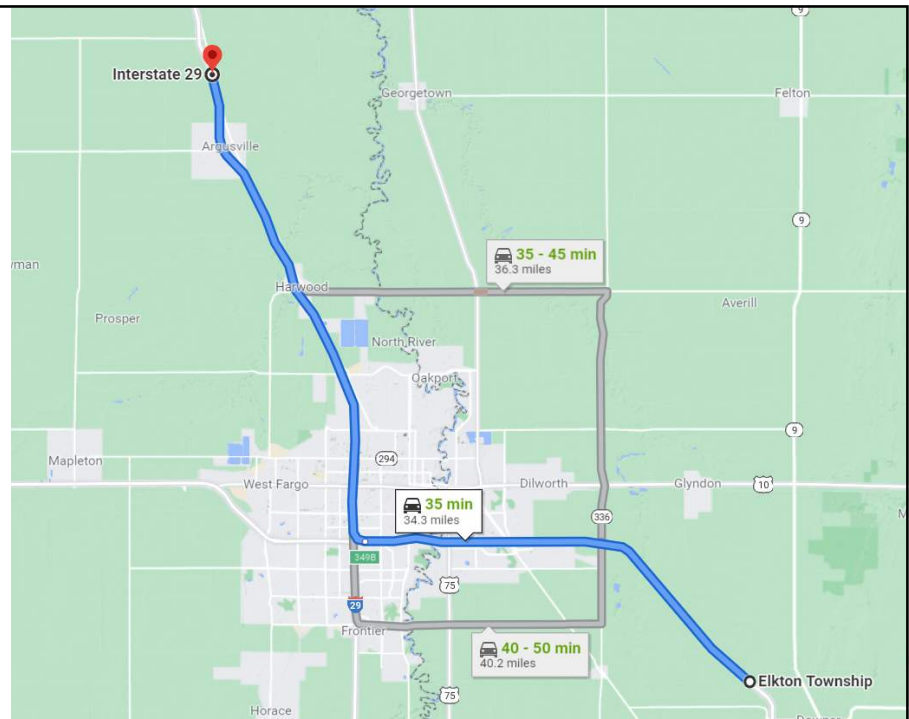 9
Interstate 29
Georgetown
Felton
Argusville
9
35 - 45 min
36.3 miles
yman
Harwood
Averill
Prosper
North River
Oakport
9
294
Mapleton
West Fargo
Dilworth
Glyndon
10
35 min
34.3 miles
336
349B
75
29
Frontier
40 - 50 min
40.2 miles
Elkton Township
75
Horace